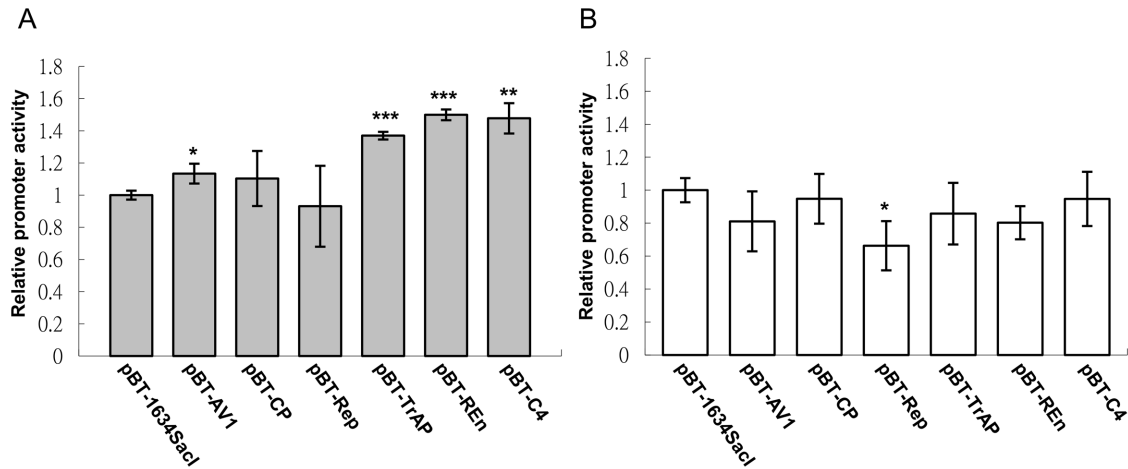 A
Relative promoter activity
1.8
1.6
1.4
1.2
1
0.8
0.6
0.4
0.2
0
*
***
***
**
pBT-1634SacI
pBT-AV1
pBT-CP
pBT-Rep
pBT-TrAP
pBT-REn
pBT-C4
B
Relative promoter activity
1.8
1.6
1.4
1.2
1
0.8
0.6
0.4
0.2
0
*
pBT-1634SacI
pBT-AV1
pBT-CP
pBT-Rep
pBT-TrAP
pBT-REn
pBT-C4